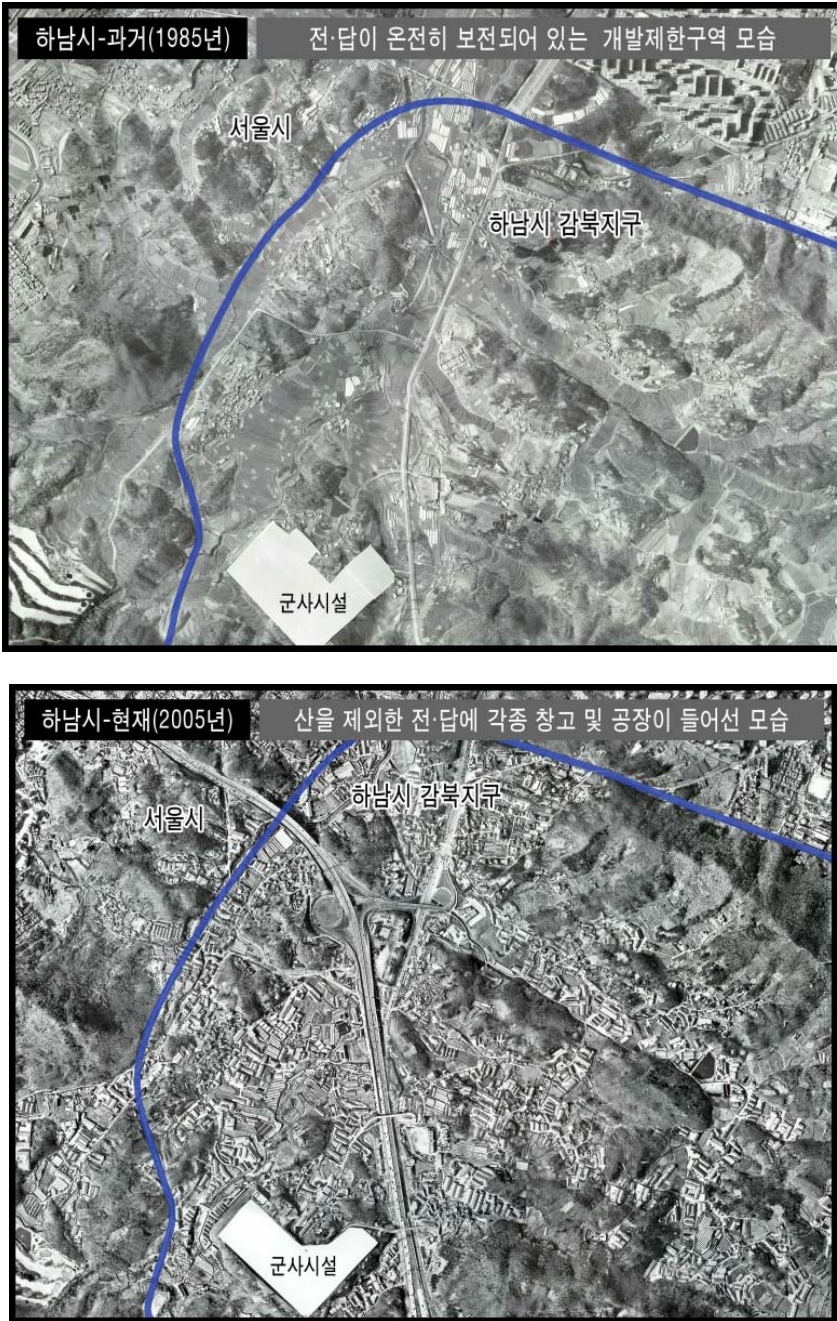 하남시-과거(1985년)
전·답이 온전히 보전되어 있는 개발제한구역 모습
서울시
하남시 감북지구
군사시설
하남시-현재(2005년)
산을 제외한 전·답에 각종 창고 및 공장이 들어선 모습
하남시 감북지구
서울시
군사시설